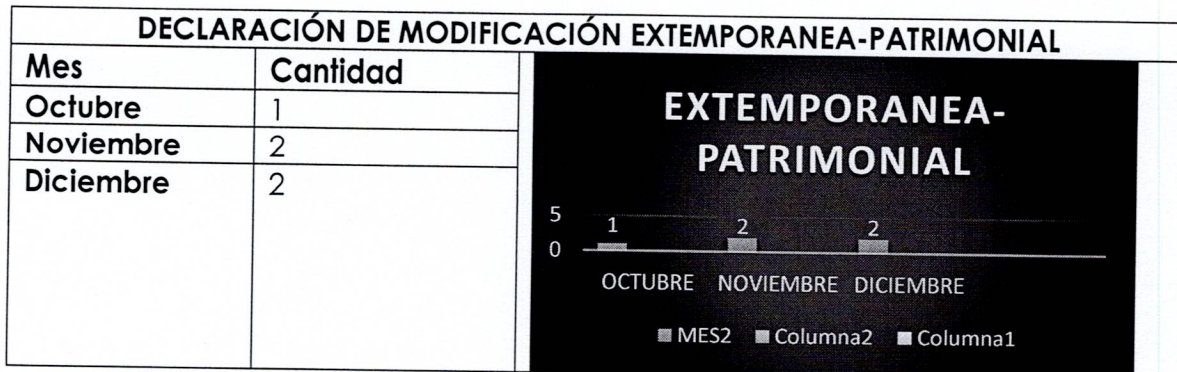 DECLARACIÓN DE MODIFICACIÓN EXTEMPORANEA-PATRIMONIAL
Mes Cantidad
Octubre 1
Noviembre 2
Diciembre 2
EXTEMPORANEA-
PATRIMONIAL
5
0
1 2 2
OCTUBRE NOVIEMBRE DICIEMBRE
MES2 Columna2 Columna1